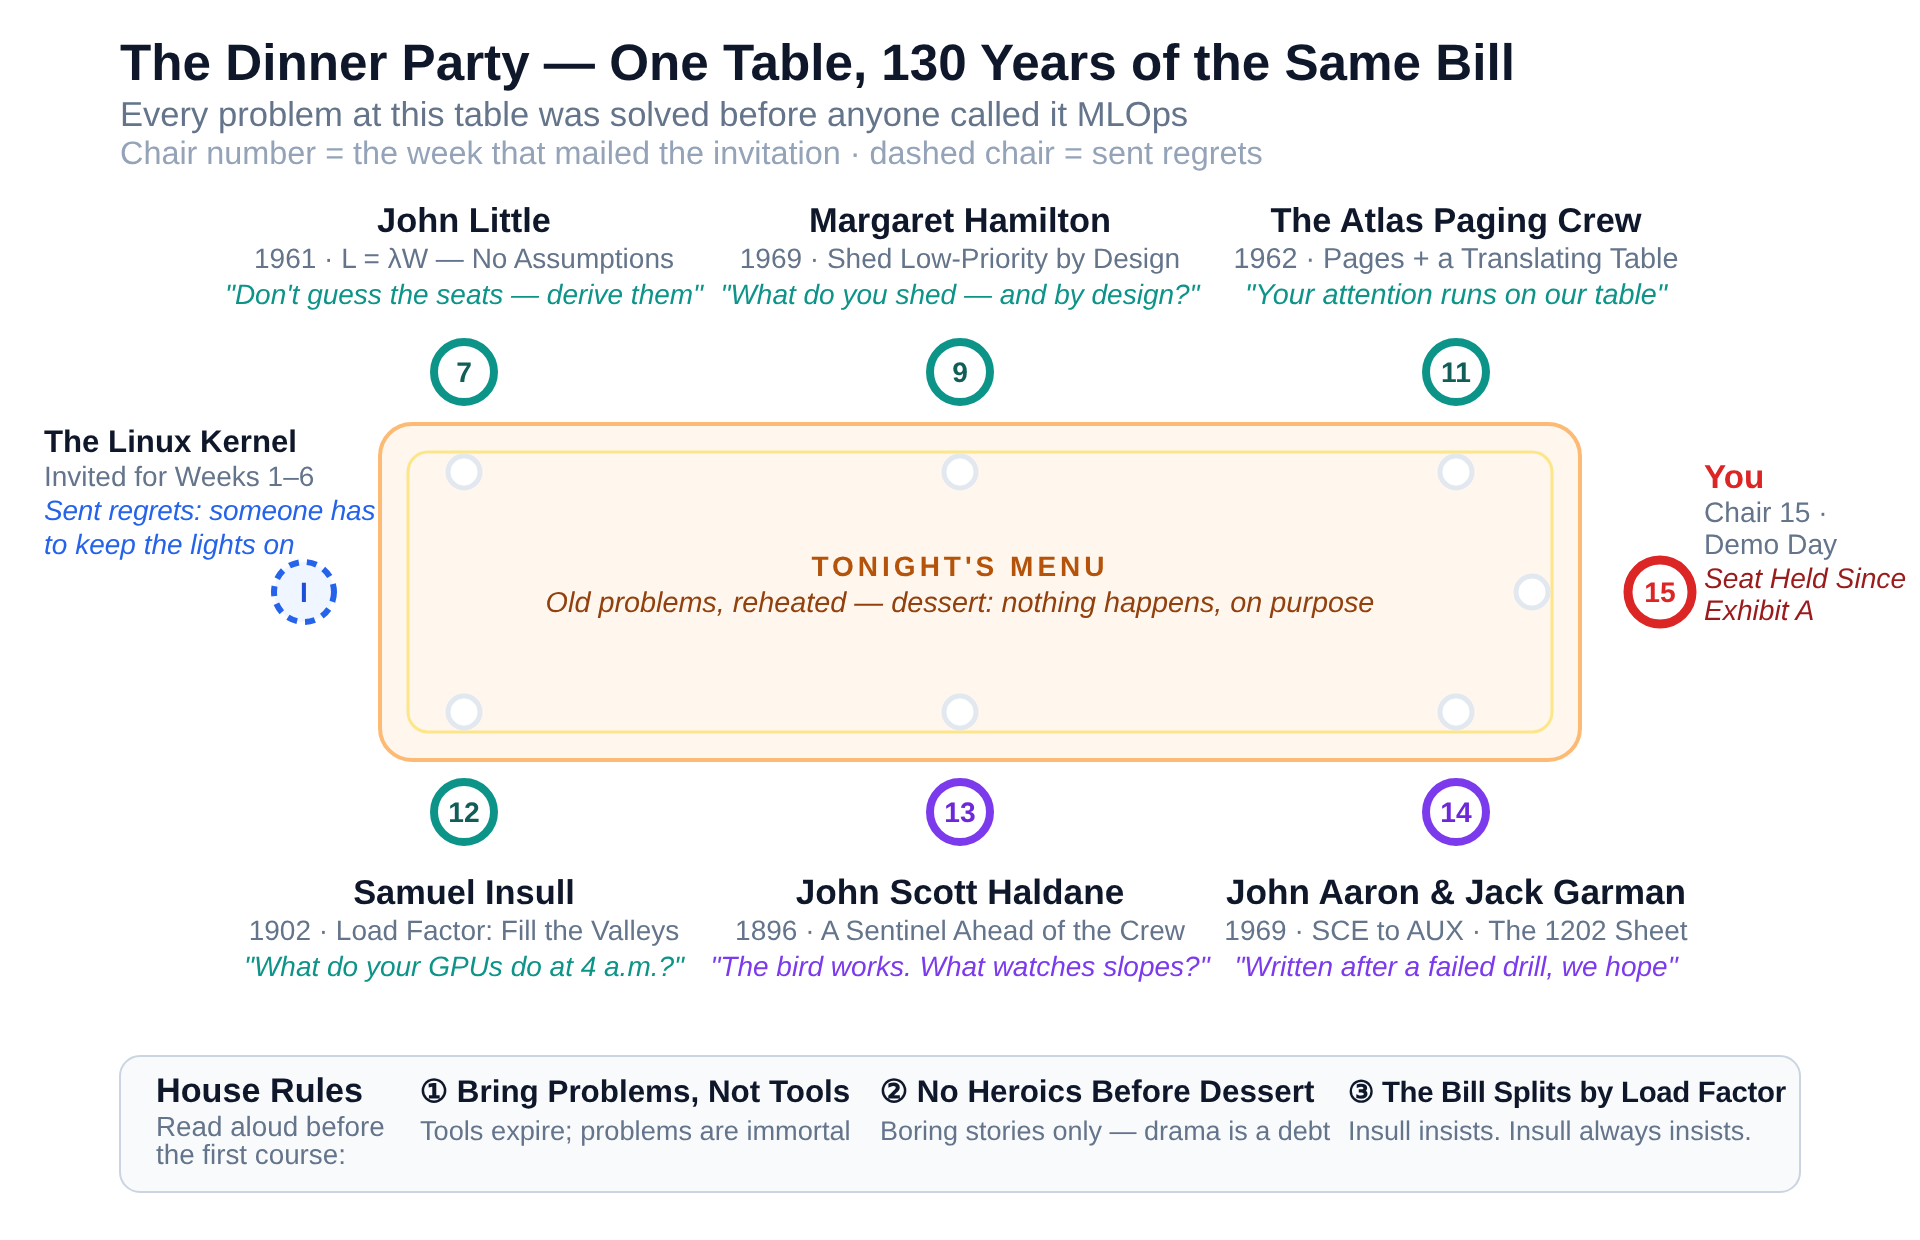 The Dinner Party — One Table, 130 Years of the Same Bill
Every problem at this table was solved before anyone called it MLOps
Chair number = the week that mailed the invitation · dashed chair = sent regrets
John Little
1961 · L = λW — No Assumptions
"Don't guess the seats — derive them"
7
Margaret Hamilton
1969 · Shed Low-Priority by Design
"What do you shed — and by design?"
9
The Atlas Paging Crew
1962 · Pages + a Translating Table
"Your attention runs on our table"
11
The Linux Kernel
Invited for Weeks 1–6
Sent regrets: someone has
to keep the lights on
I
TONIGHT'S MENU
Old problems, reheated — dessert: nothing happens, on purpose
You
Chair 15 ·
Demo Day
Seat Held Since
Exhibit A
15
12
Samuel Insull
1902 · Load Factor: Fill the Valleys
"What do your GPUs do at 4 a.m.?"
13
John Scott Haldane
1896 · A Sentinel Ahead of the Crew
"The bird works. What watches slopes?"
14
John Aaron & Jack Garman
1969 · SCE to AUX · The 1202 Sheet
"Written after a failed drill, we hope"
House Rules
Read aloud before
the first course:
① Bring Problems, Not Tools
Tools expire; problems are immortal
② No Heroics Before Dessert
Boring stories only — drama is a debt
③ The Bill Splits by Load Factor
Insull insists. Insull always insists.